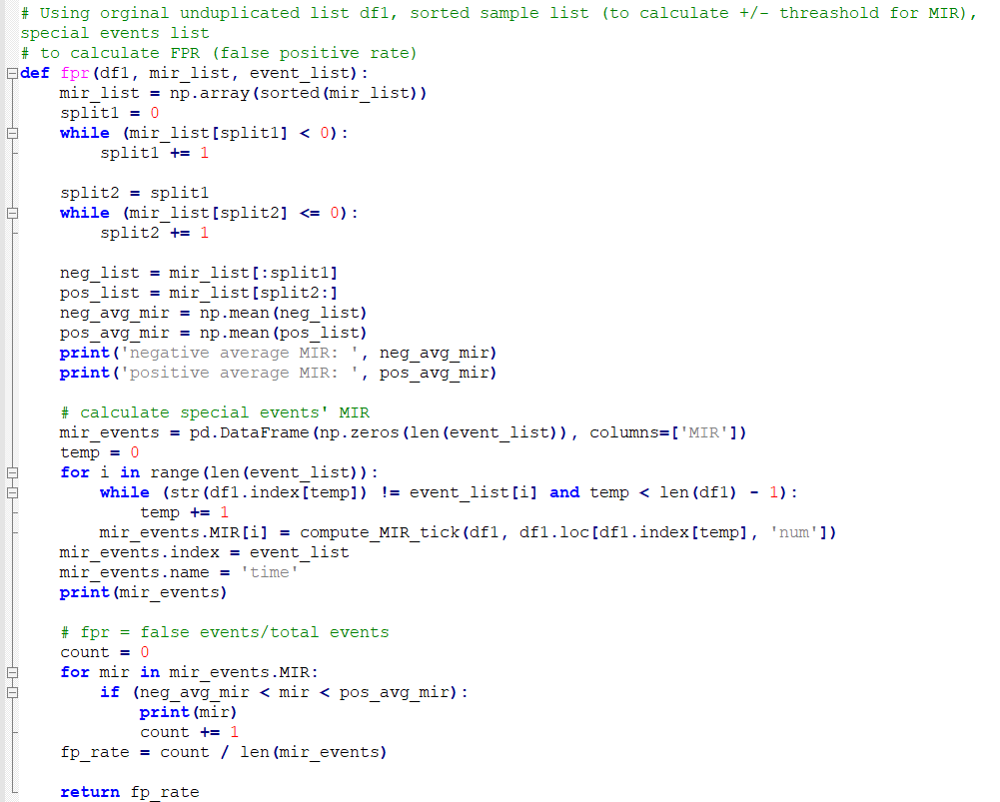 # Using orginal unduplicated list df1, sorted sample list (to calculate +/- threashold for MIR),
special events list
# to calculate FPR (false positive rate)
def fpr(df1, mir_list, event_list):
    mir_list = np.array(sorted(mir_list))
    split1 = 0
    while (mir_list[split1] < 0):
        split1 += 1

    split2 = split1
    while (mir_list[split2] <= 0):
        split2 += 1

    neg_list = mir_list[:split1]
    pos_list = mir_list[split2:]
    neg_avg_mir = np.mean(neg_list)
    pos_avg_mir = np.mean(pos_list)
    print('negative average MIR: ', neg_avg_mir)
    print('positive average MIR: ', pos_avg_mir)

    # calculate special events' MIR
    mir_events = pd.DataFrame(np.zeros(len(event_list)), columns=['MIR'])
    temp = 0
    for i in range(len(event_list)):
        while (str(df1.index[temp]) != event_list[i] and temp < len(df1) - 1):
            temp += 1
        mir_events.MIR[i] = compute_MIR_tick(df1, df1.loc[df1.index[temp], 'num'])
    mir_events.index = event_list
    mir_events.name = 'time'
    print(mir_events)

    # fpr = false events/total events
    count = 0
    for mir in mir_events.MIR:
        if (neg_avg_mir < mir < pos_avg_mir):
            print(mir)
            count += 1
    fp_rate = count / len(mir_events)

    return fp_rate